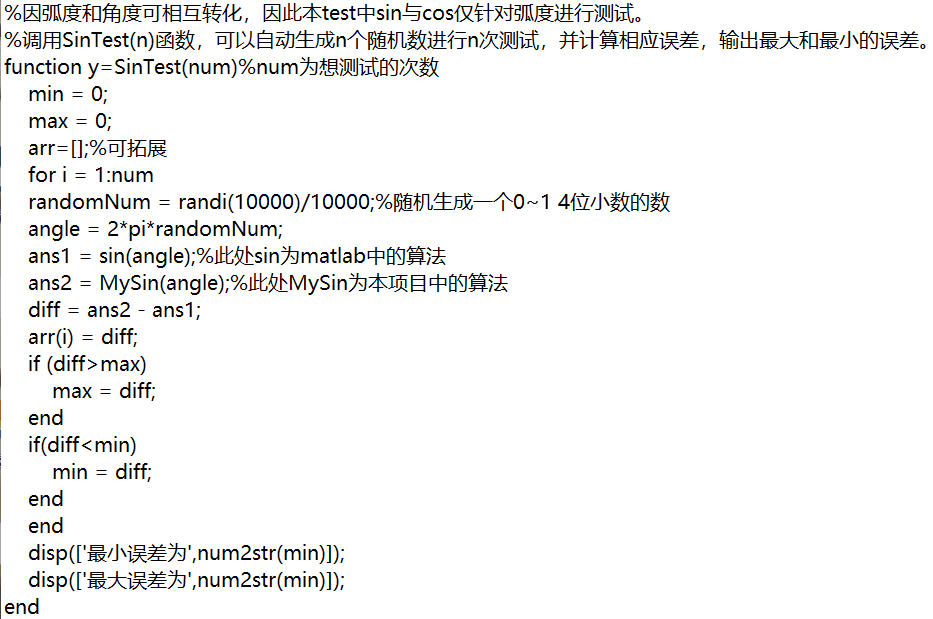 %因弧度和角度可相互转化，因此本test中sin与cos仅针对弧度进行测试。
%调用SinTest(n)函数，可以自动生成n个随机数进行n次测试，并计算相应误差，输出最大和最小的误差。
function y=SinTest(num)%num为想测试的次数
    min = 0;
    max = 0;
    arr=[];%可拓展
    for i = 1:num
    randomNum = randi(10000)/10000;%随机生成一个0~1 4位小数的数
    angle = 2*pi*randomNum;
    ans1 = sin(angle);%此处sin为matlab中的算法
    ans2 = MySin(angle);%此处MySin为本项目中的算法
    diff = ans2 - ans1;
    arr(i) = diff;
    if (diff>max)
        max = diff;
    end
    if(diff<min)
        min = diff;
    end
    end
    disp(['最小误差为',num2str(min)]);
    disp(['最大误差为',num2str(min)]);
end